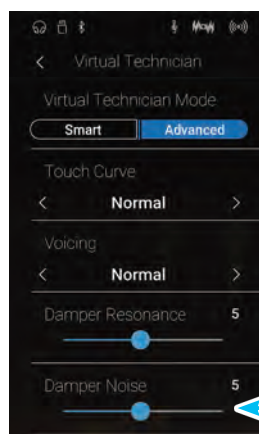 Virtual Technician
Virtual Technician Mode
Smart Advanced
Touch Curve
Normal
Voicing
Normal
Damper Resonance 5
Damper Noise 5